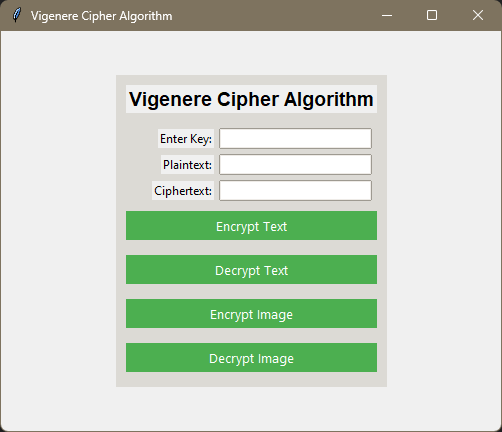 Vigenere Cipher Algorithm
Vigenere Cipher Algorithm
Enter Key:
Plaintext:
Ciphertext:
Encrypt Text
Decrypt Text
Encrypt Image
Decrypt Image